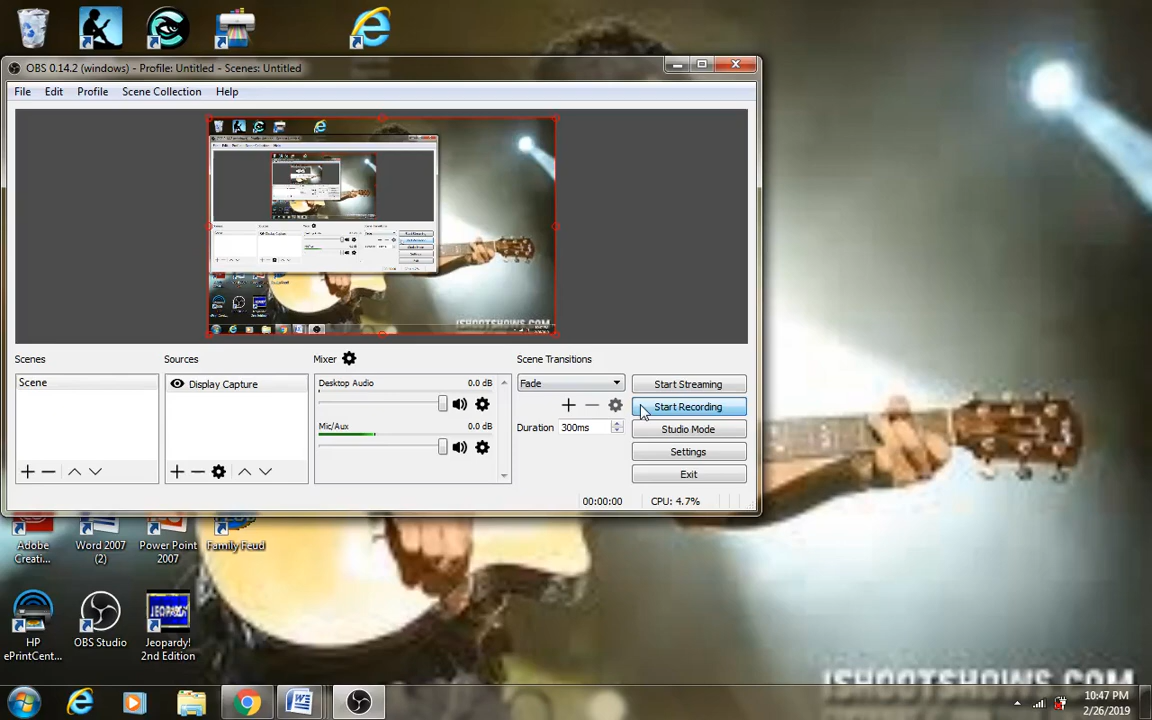 OBS 0.14.2 (windows) - Profile: Untitled - Scenes: Untitled
File Edit Profile Scene Collection Help
ISHOOTSHOWS.COM
Scenes Sources Mixer Scene Transitions
Scene
Display Capture
Desktop Audio 0.0 dB
Fade
Start Streaming
Start Recording
Mic/Aux 0.0 dB
Duration 300ms
Studio Mode
Settings
Exit
00:00:00 CPU: 4.7%
Adobe
Creati...
Word 2007
(2)
Power Point
2007
Family Feud
JEOPARDY!
HP
ePrintCent...
OBS Studio
Jeopardy!
2nd Edition
ISHOOTSHOWS.COM
10:47 PM
2/26/2019